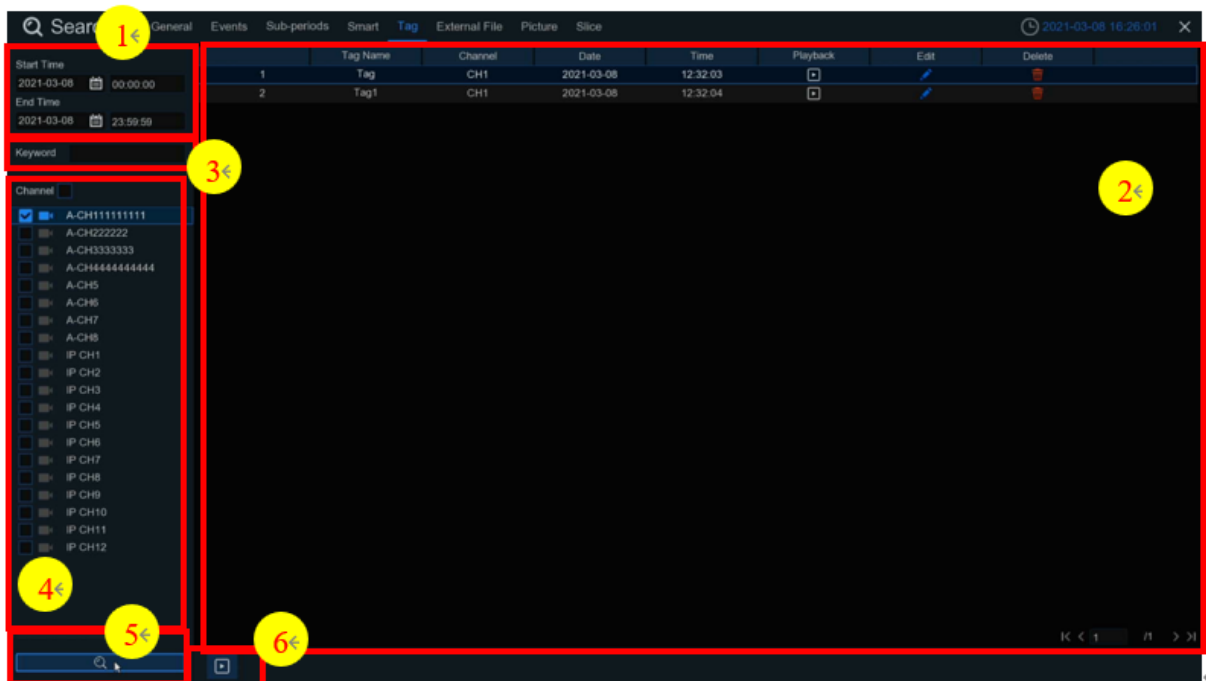 Sear General Events Sub-periods Smart Tag External File Picture Slice 2021-03-08 16:26:01
1
Start Time
2021-03-08 00:00:00
End Time
2021-03-08 23:59:59
Keyword
3
Channel
A-CH111111111
A-CH222222
A-CH3333333
A-CH4444444444
A-CH5
A-CH6
A-CH7
A-CH8
IP CH1
IP CH2
IP CH3
IP CH4
IP CH5
IP CH6
IP CH7
IP CH8
IP CH9
IP CH10
IP CH11
IP CH12
4
5
Tag Name Channel Date Time Playback Edit Delete
1 Tag CH1 2021-03-08 12:32:03
2 Tag1 CH1 2021-03-08 12:32:04
2
1 /1
6